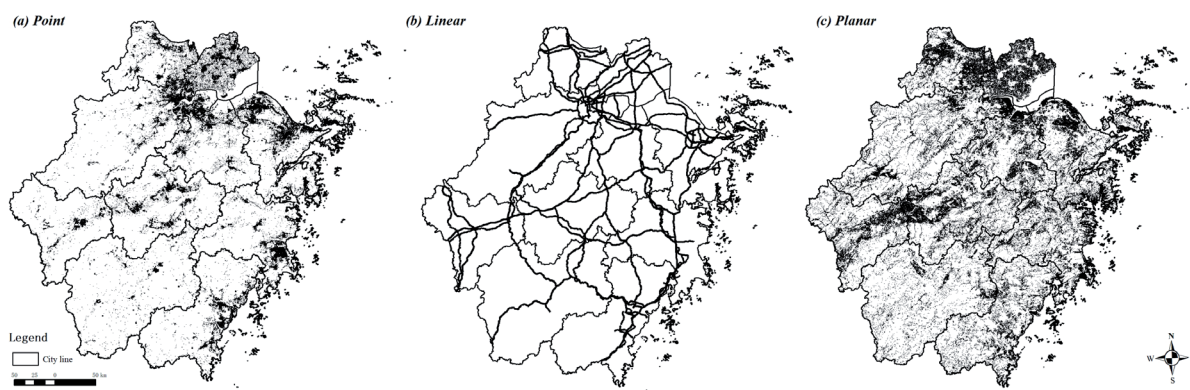 (a) Point
(b) Linear
(c) Planar
Legend
City line
50 25 0 50 km
N
W E
S